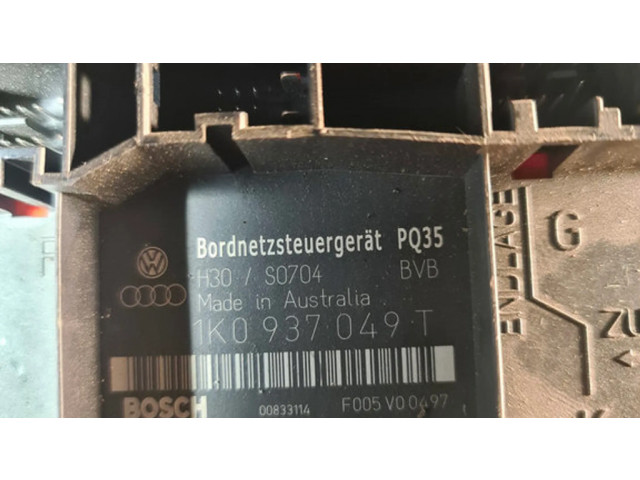 Bordnetzsteuergerät PQ35
H30 / S0704 BVB
Made in Australia
1K0 937 049 T
BOSCH 00833114 F005 V0 0497
ENDLAGE
G
ZU